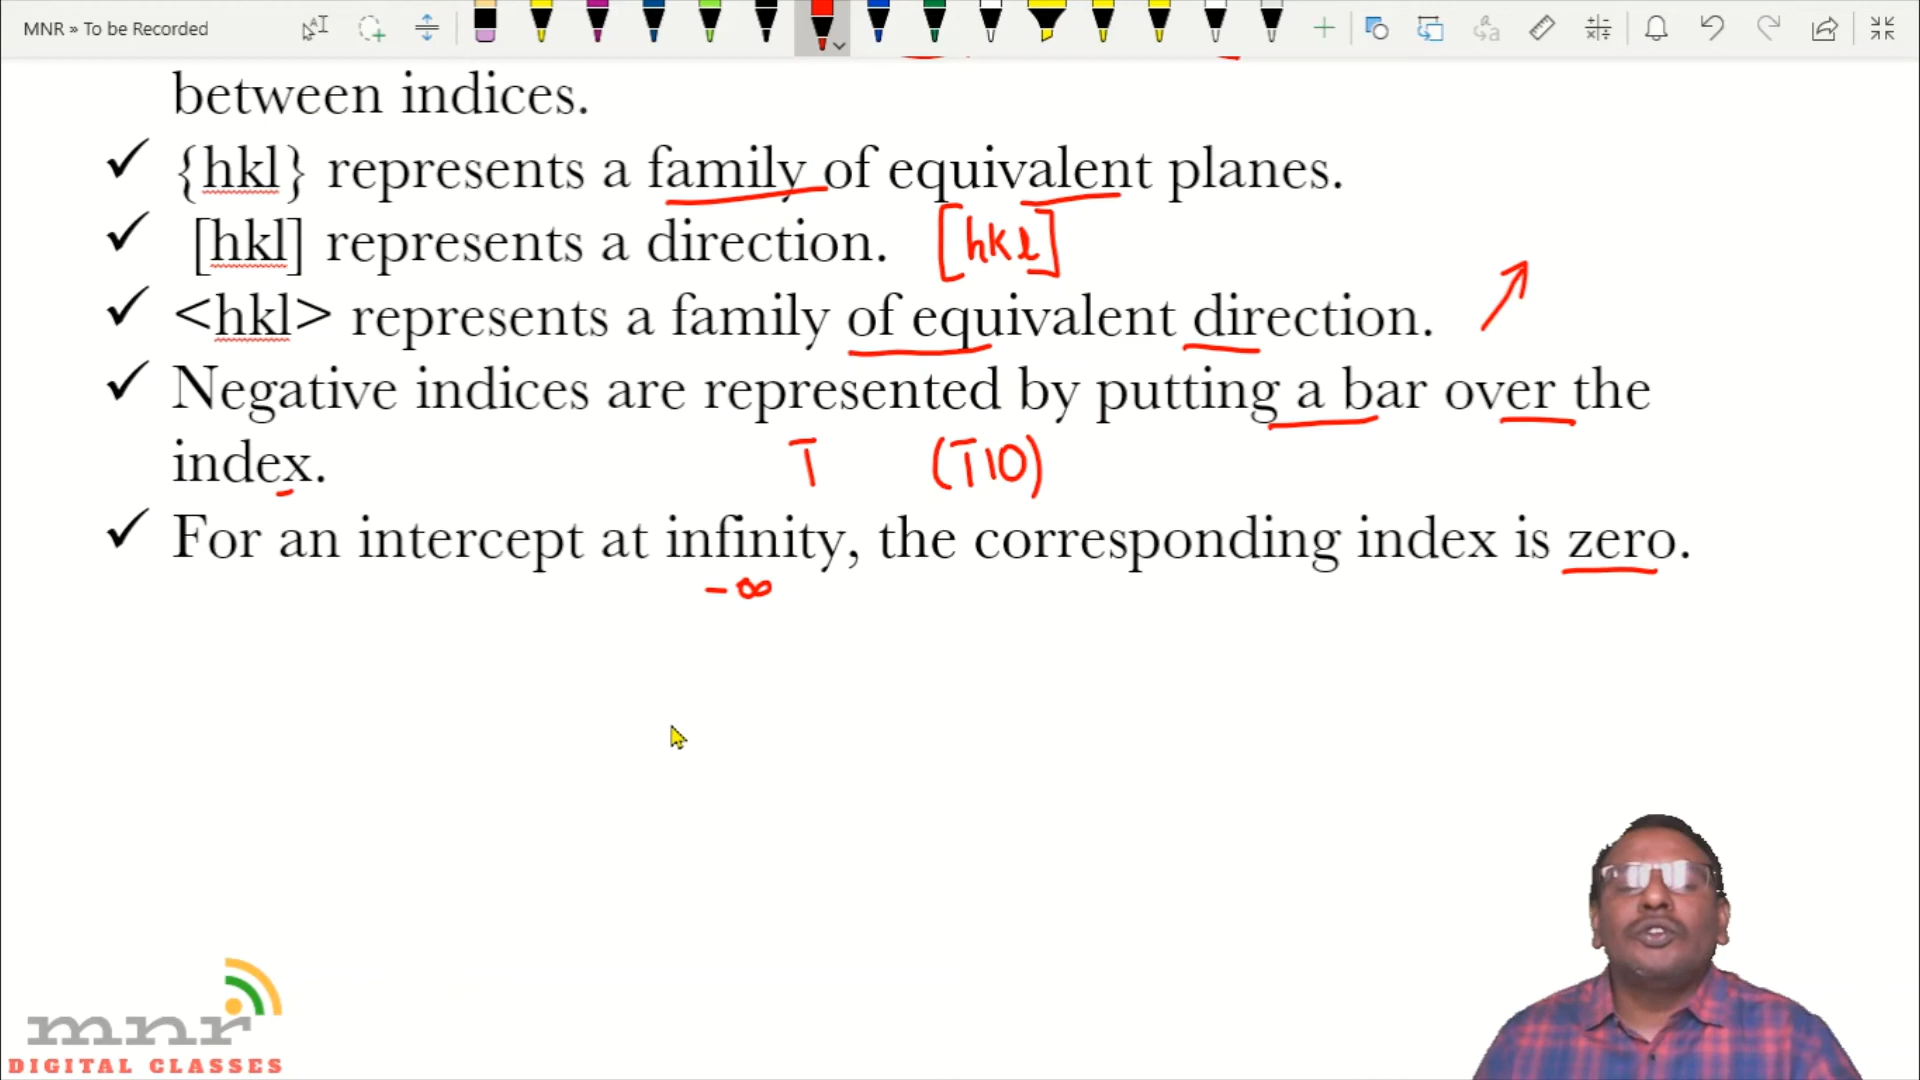 MNR » To be Recorded
between indices.
✓ {hkl} represents a family of equivalent planes.
✓ [hkl] represents a direction. [hkl]
✓ <hkl> represents a family of equivalent direction.
✓ Negative indices are represented by putting a bar over the
index. 1̅ (1̅10)
✓ For an intercept at infinity, the corresponding index is zero.
-∞
mnr
DIGITAL CLASSES